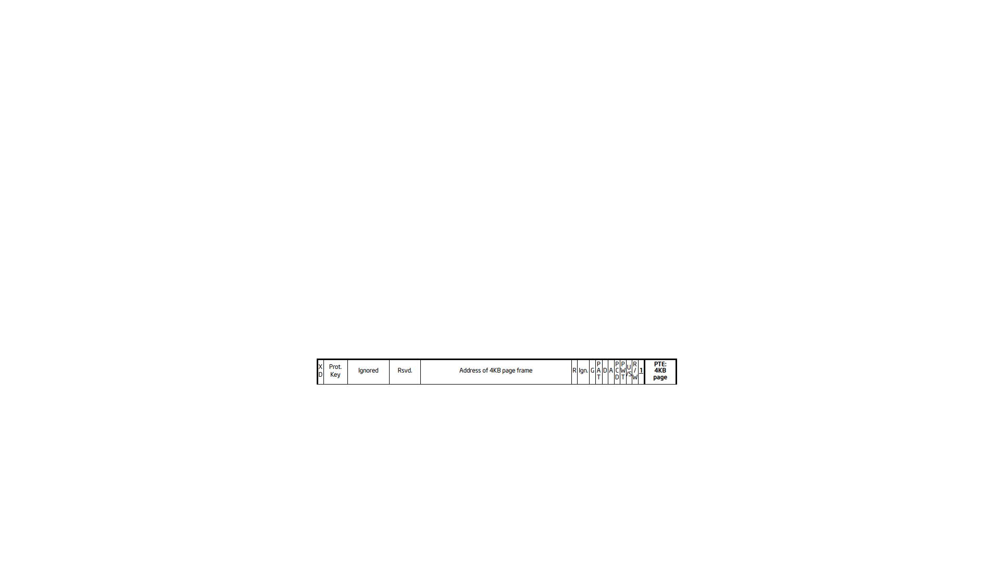 XD Prot. Key Ignored Rsvd. Address of 4KB page frame R Ign. G PAT D A PCD PWT U/S R/W 1 PTE: 4KB page